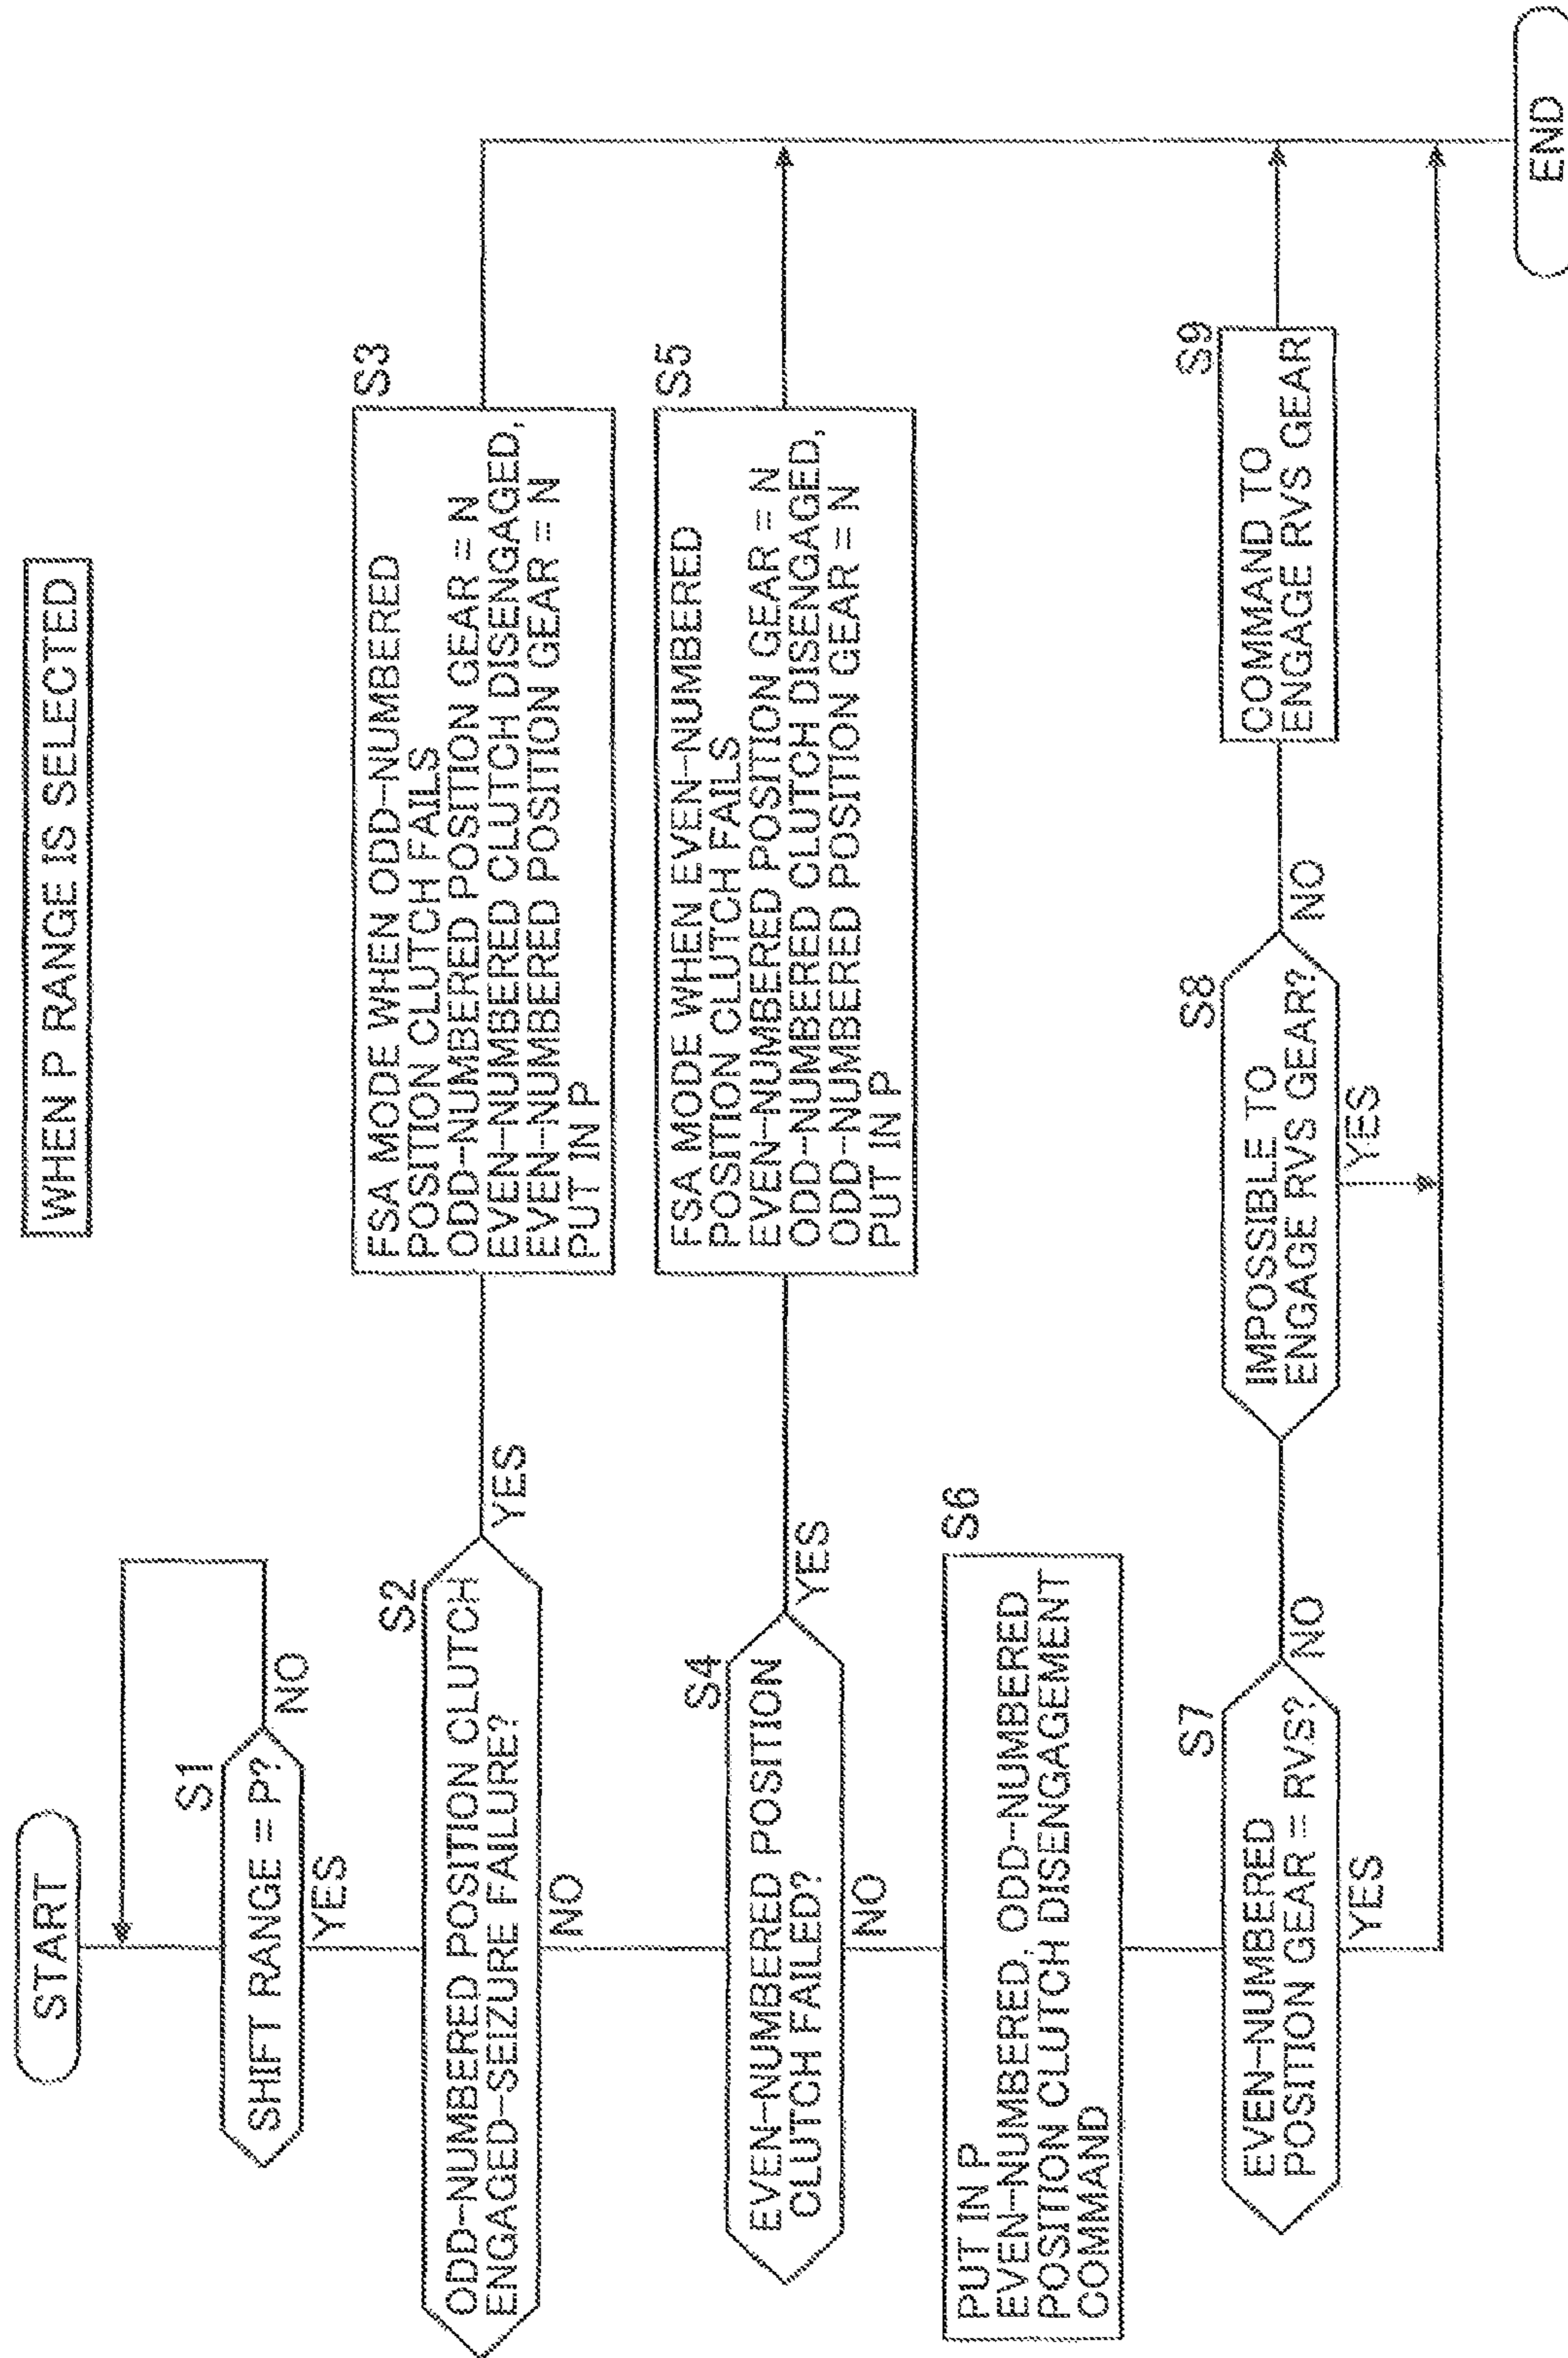 WHEN P RANGE IS SELECTED
START
S1
SHIFT RANGE = P?
NO
YES
S2
ODD-NUMBERED POSITION CLUTCH
ENGAGED-SEIZURE FAILURE?
YES
NO
S3
FSA MODE WHEN ODD-NUMBERED
POSITION CLUTCH FAILS
ODD-NUMBERED POSITION GEAR = N
EVEN-NUMBERED CLUTCH DISENGAGED,
EVEN-NUMBERED POSITION GEAR = N
PUT IN P
S4
EVEN-NUMBERED POSITION
CLUTCH FAILED?
YES
NO
S5
FSA MODE WHEN EVEN-NUMBERED
POSITION CLUTCH FAILS
EVEN-NUMBERED POSITION GEAR = N
ODD-NUMBERED CLUTCH DISENGAGED,
ODD-NUMBERED POSITION GEAR = N
PUT IN P
S6
PUT IN P
EVEN-NUMBERED, ODD-NUMBERED
POSITION CLUTCH DISENGAGEMENT
COMMAND
S7
EVEN-NUMBERED
POSITION GEAR = RVS?
NO
YES
S8
IMPOSSIBLE TO
ENGAGE RVS GEAR?
NO
YES
S9
COMMAND TO
ENGAGE RVS GEAR
END